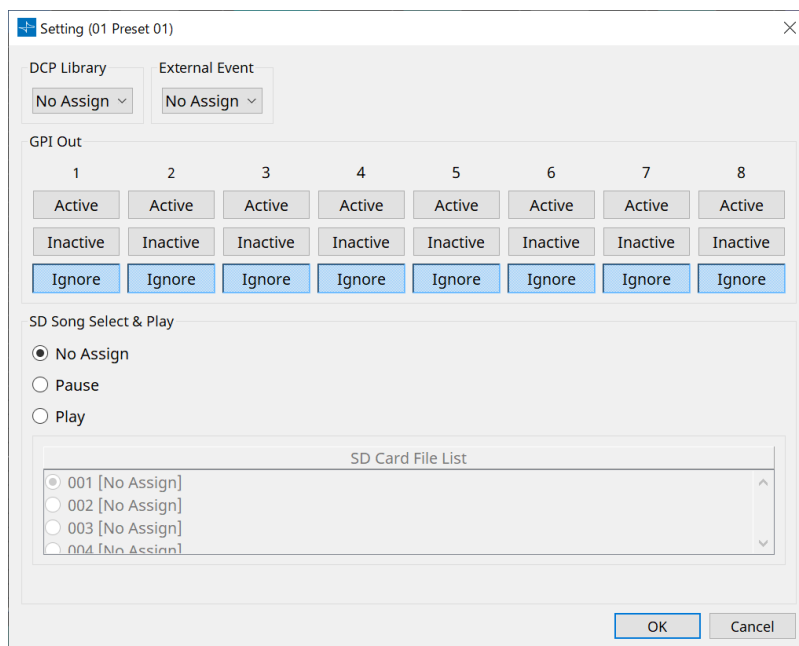 Setting (01 Preset 01)
DCP Library External Event
No Assign No Assign
GPI Out
1 2 3 4 5 6 7 8
Active Active Active Active Active Active Active Active
Inactive Inactive Inactive Inactive Inactive Inactive Inactive Inactive
Ignore Ignore Ignore Ignore Ignore Ignore Ignore Ignore
SD Song Select & Play
No Assign
Pause
Play
SD Card File List
001 [No Assign]
002 [No Assign]
003 [No Assign]
004 [No Assign]
OK Cancel